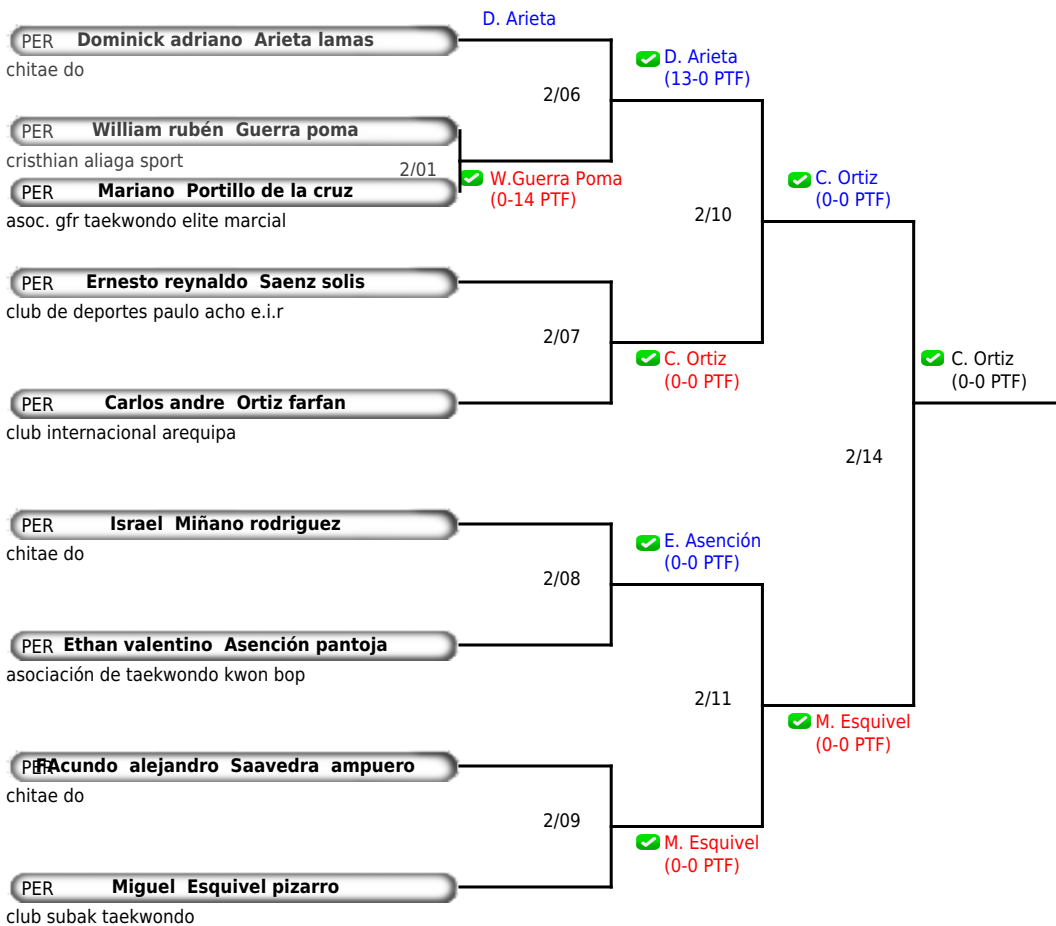 D. Arieta
PER Dominick adriano Arieta lamas
chitae do
D. Arieta
(13-0 PTF)
2/06
PER William rubén Guerra poma
cristhian aliaga sport
2/01
W.Guerra Poma
(0-14 PTF)
PER Mariano Portillo de la cruz
asoc. gfr taekwondo elite marcial
C. Ortiz
(0-0 PTF)
2/10
PER Ernesto reynaldo Saenz solis
club de deportes paulo acho e.i.r
2/07
C. Ortiz
(0-0 PTF)
C. Ortiz
(0-0 PTF)
PER Carlos andre Ortiz farfan
club internacional arequipa
2/14
PER Israel Miñano rodriguez
chitae do
E. Asención
(0-0 PTF)
2/08
PER Ethan valentino Asención pantoja
asociación de taekwondo kwon bop
2/11
M. Esquivel
(0-0 PTF)
PER FAcundo alejandro Saavedra ampuero
chitae do
2/09
M. Esquivel
(0-0 PTF)
PER Miguel Esquivel pizarro
club subak taekwondo